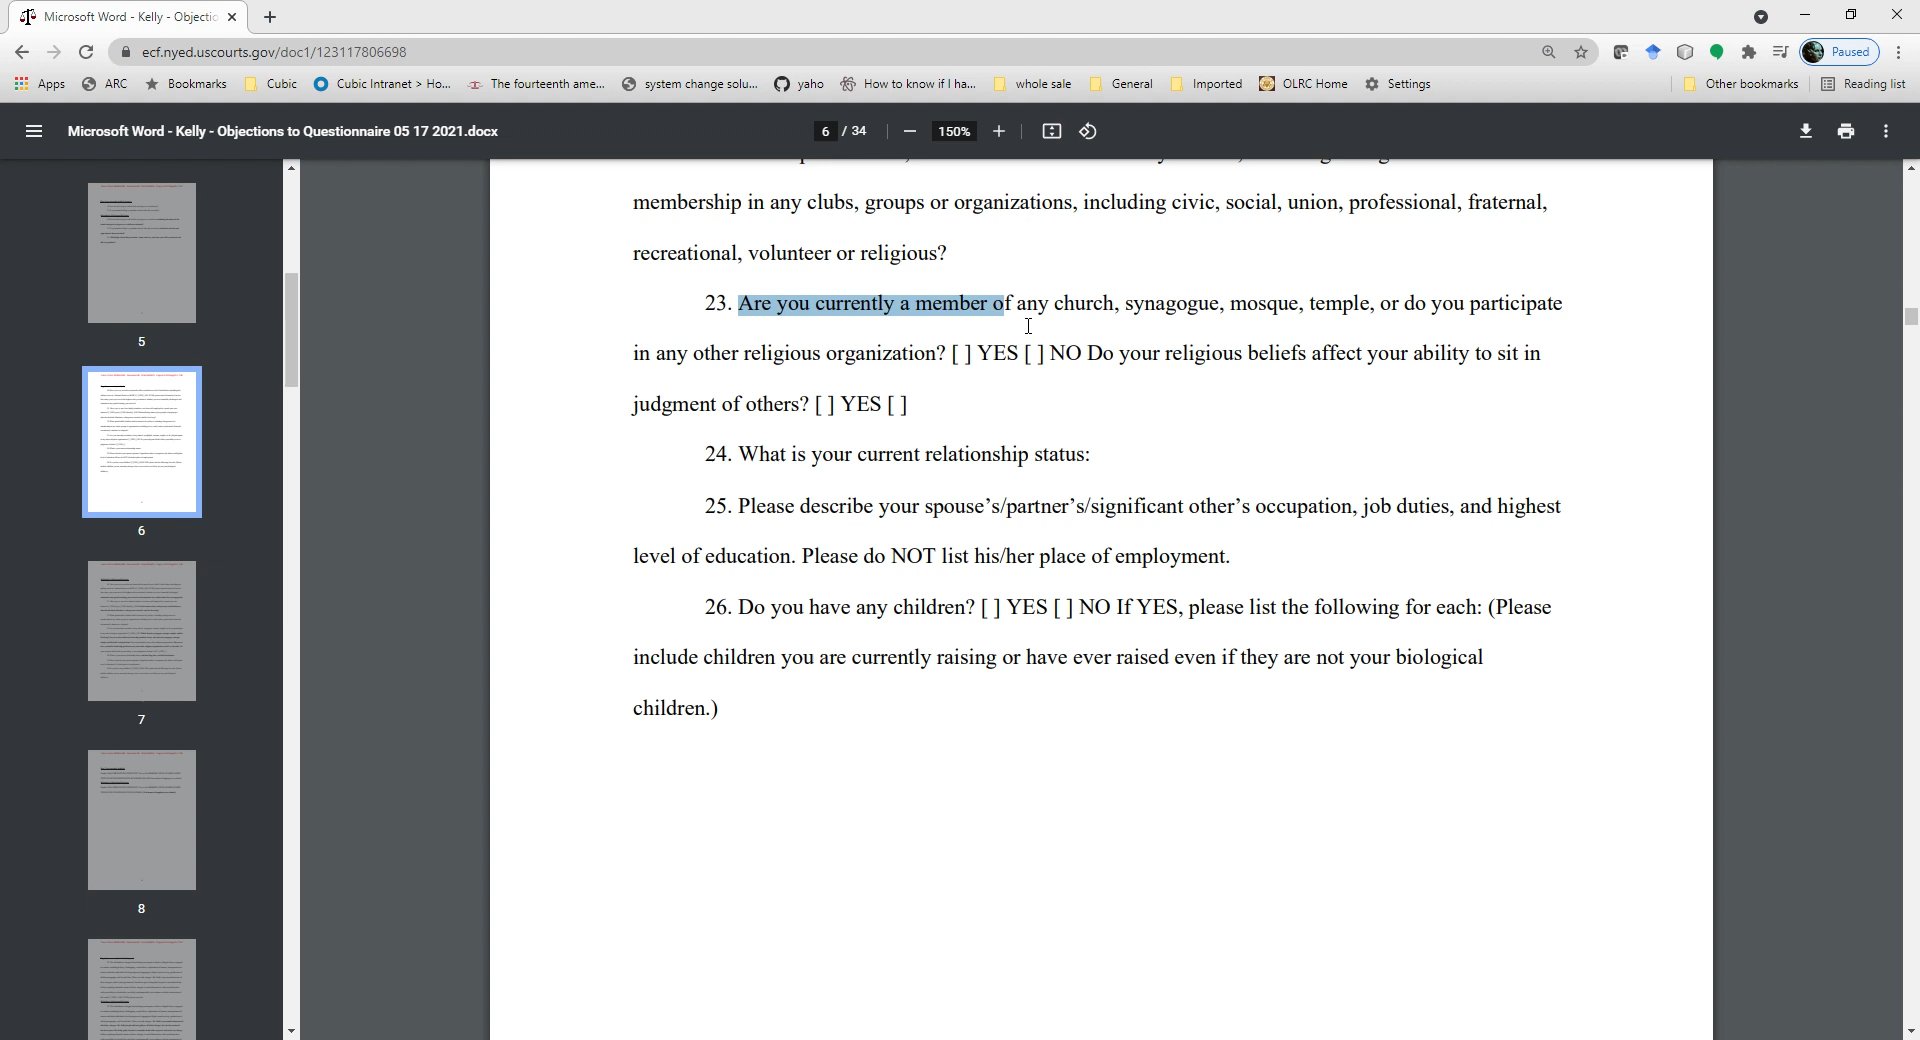 Microsoft Word - Kelly - Objectio
ecf.nyed.uscourts.gov/doc1/123117806698
Paused
Apps
ARC
Bookmarks
Cubic
Cubic Intranet > Ho...
The fourteenth ame...
system change solu...
yaho
How to know if I ha...
whole sale
General
Imported
OLRC Home
Settings
Other bookmarks
Reading list
Microsoft Word - Kelly - Objections to Questionnaire 05 17 2021.docx
6 / 34
150%
5
6
7
8
membership in any clubs, groups or organizations, including civic, social, union, professional, fraternal,
recreational, volunteer or religious?
23. Are you currently a member of any church, synagogue, mosque, temple, or do you participate
in any other religious organization? [ ] YES [ ] NO Do your religious beliefs affect your ability to sit in
judgment of others? [ ] YES [ ]
24. What is your current relationship status:
25. Please describe your spouse’s/partner’s/significant other’s occupation, job duties, and highest
level of education. Please do NOT list his/her place of employment.
26. Do you have any children? [ ] YES [ ] NO If YES, please list the following for each: (Please
include children you are currently raising or have ever raised even if they are not your biological
children.)